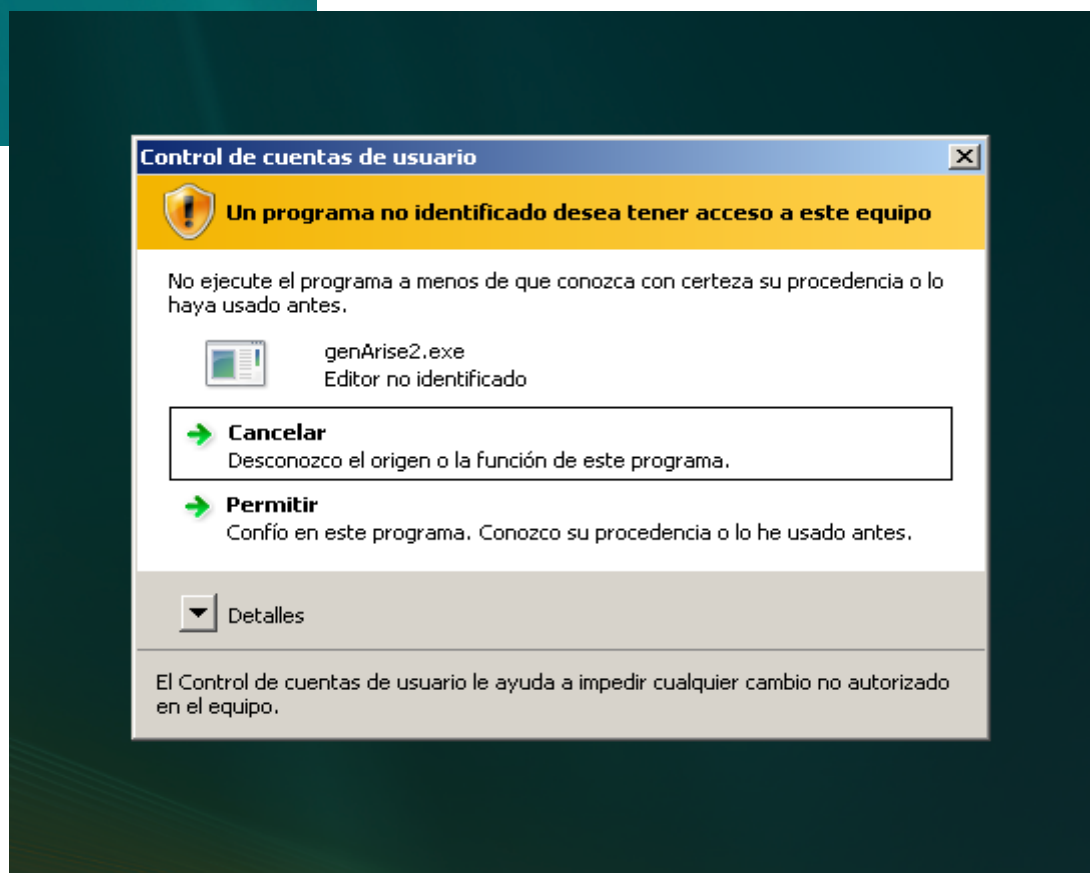 Control de cuentas de usuario
Un programa no identificado desea tener acceso a este equipo
No ejecute el programa a menos de que conozca con certeza su procedencia o lo
haya usado antes.
genArise2.exe
Editor no identificado
Cancelar
Desconozco el origen o la función de este programa.
Permitir
Confío en este programa. Conozco su procedencia o lo he usado antes.
Detalles
El Control de cuentas de usuario le ayuda a impedir cualquier cambio no autorizado
en el equipo.